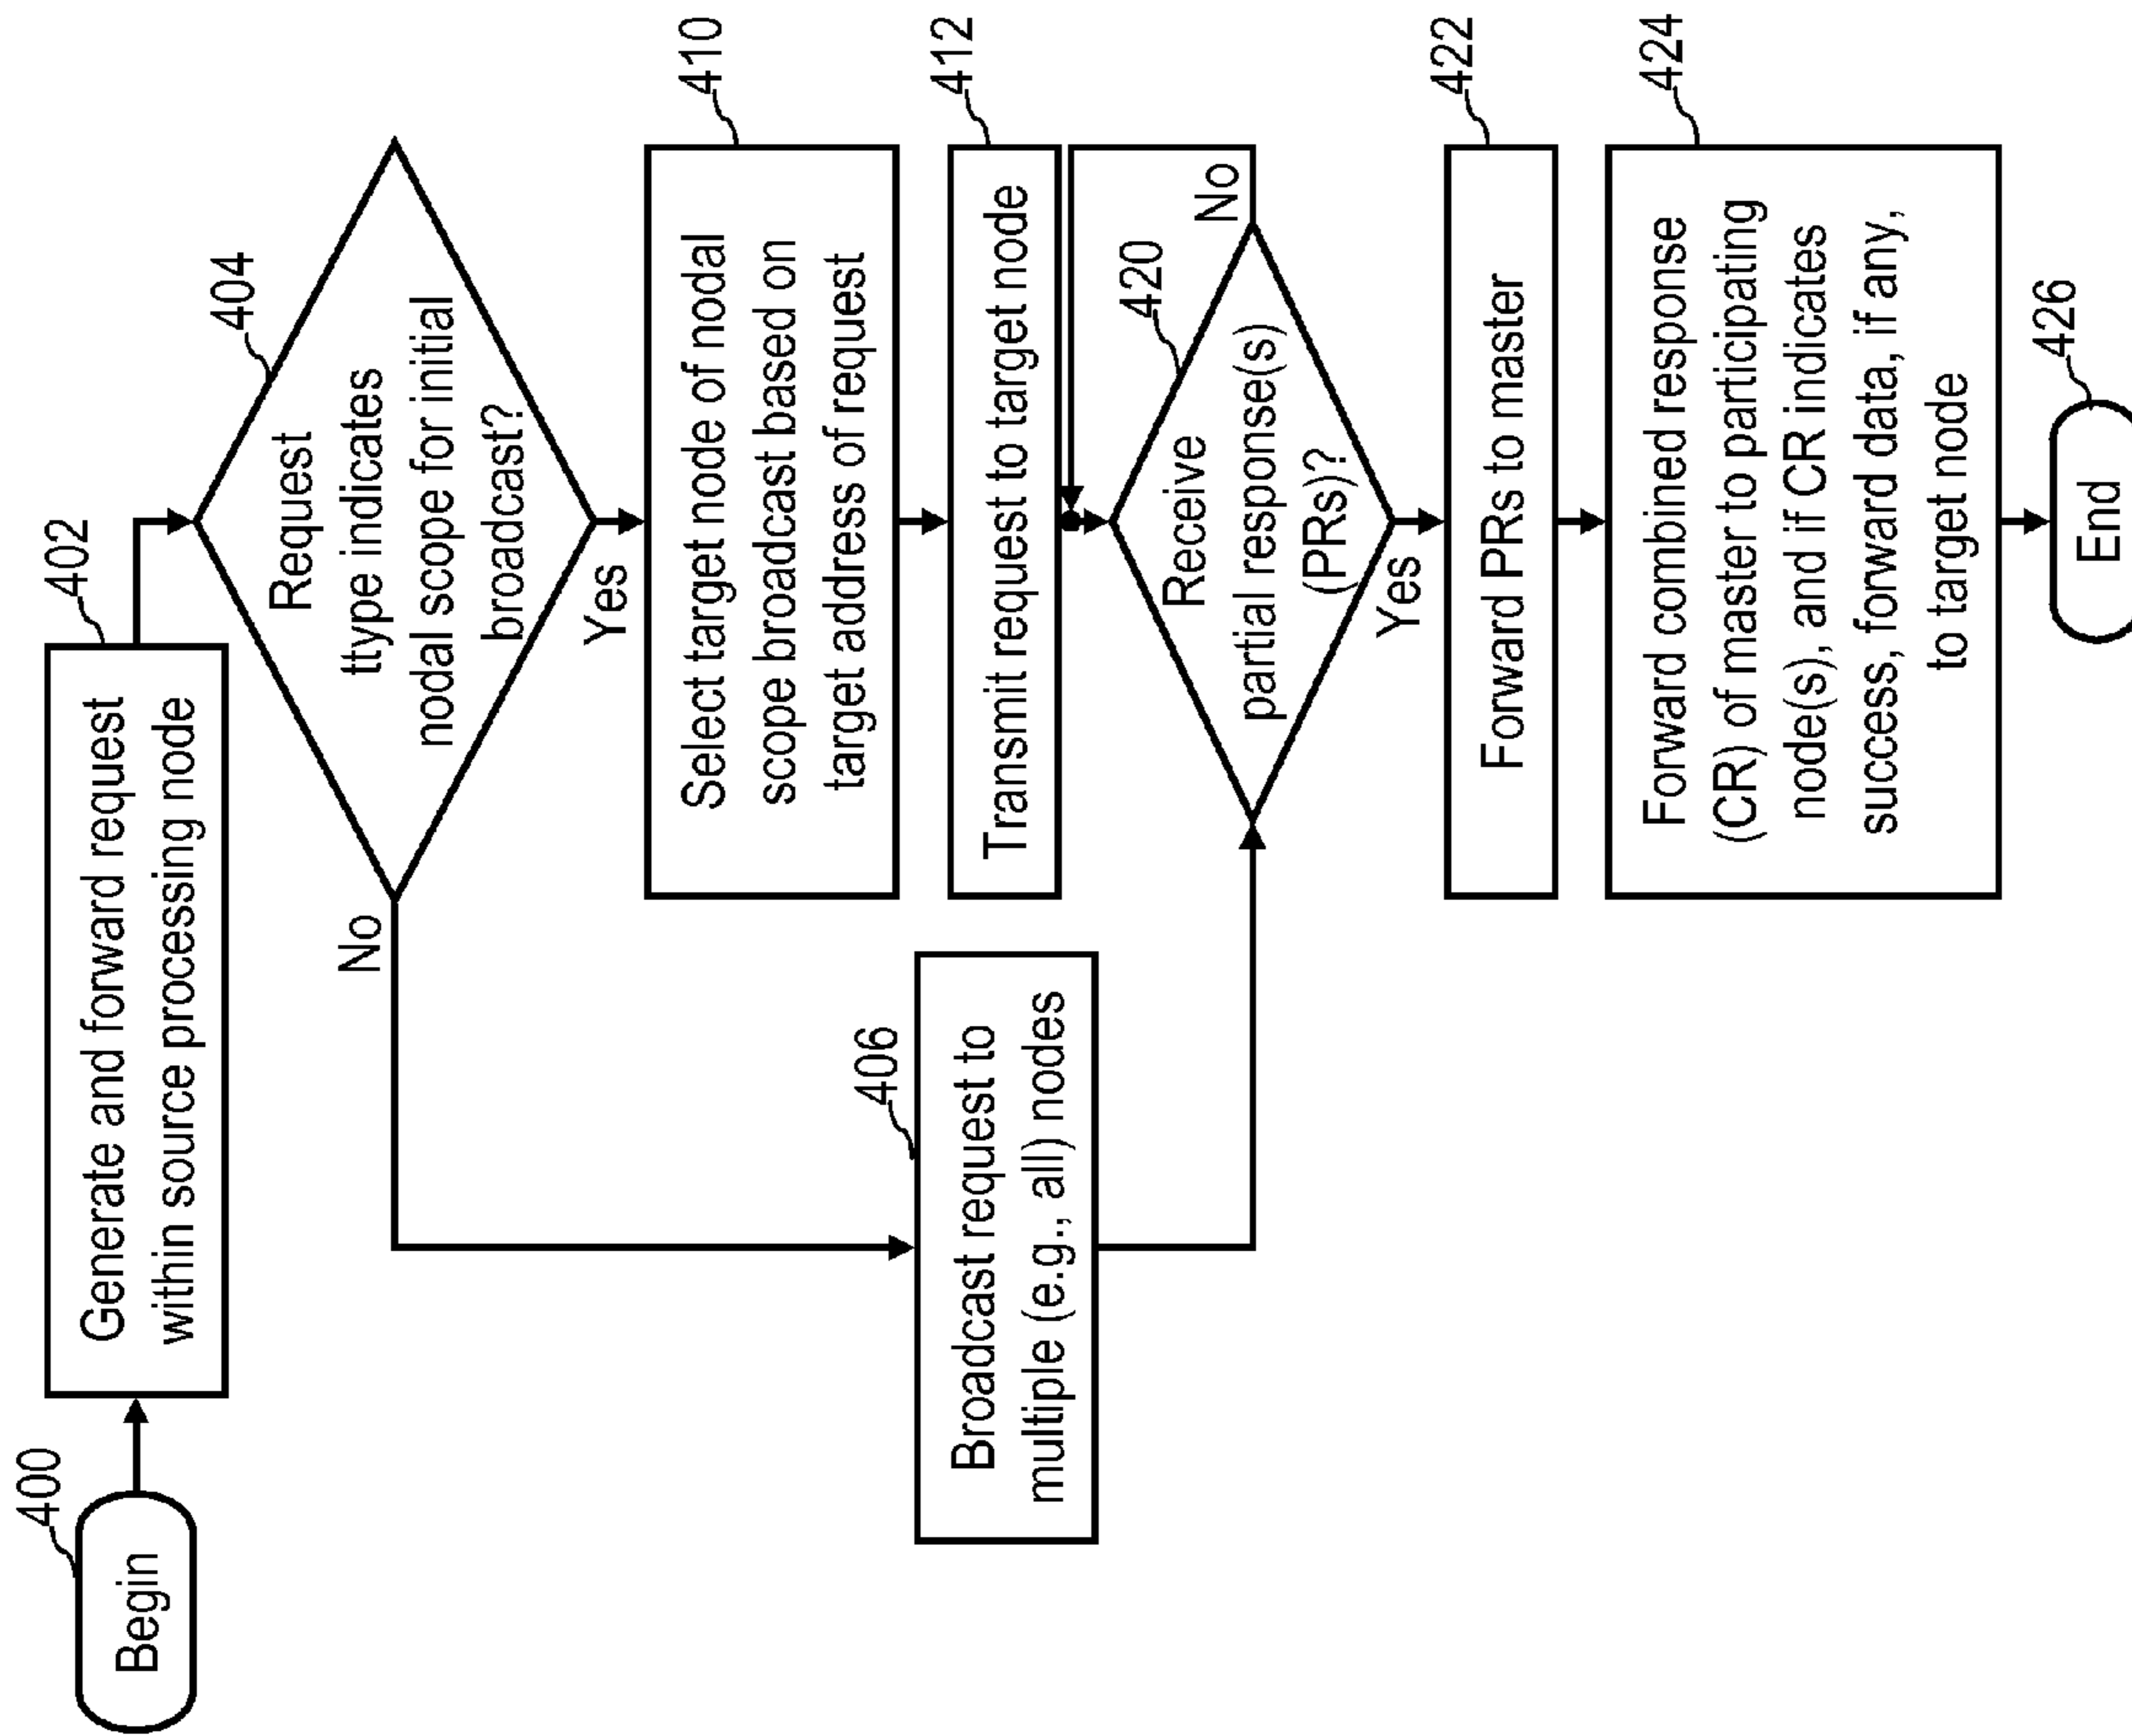 400
Begin
402
Generate and forward request
within source processing node
404
Request
ttype indicates
nodal scope for initial
broadcast?
No
Yes
406
Broadcast request to
multiple (e.g., all) nodes
410
Select target node of nodal
scope broadcast based on
target address of request
412
Transmit request to target node
420
Receive
partial response(s)
(PRs)?
No
Yes
422
Forward PRs to master
424
Forward combined response
(CR) of master to participating
node(s), and if CR indicates
success, forward data, if any,
to target node
426
End